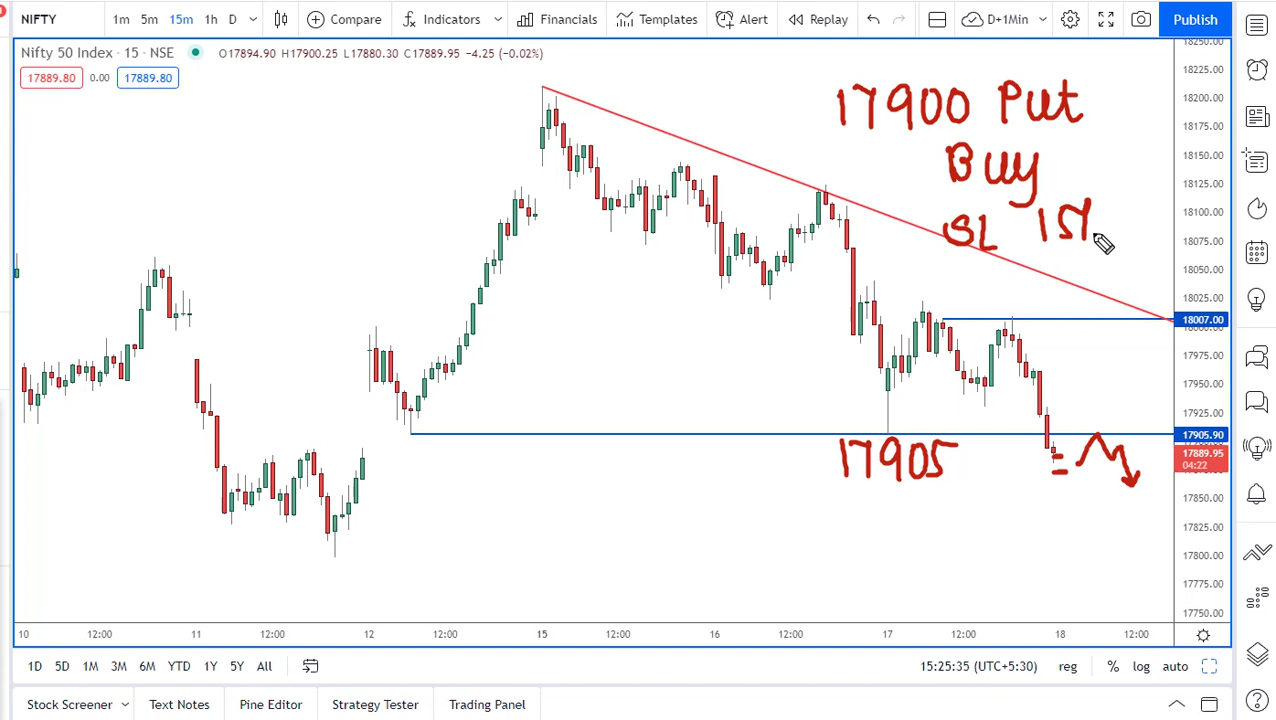 NIFTY 1m 5m 15m 1h D Compare Indicators Financials Templates Alert Replay D+1Min Publish
Nifty 50 Index · 15 · NSE O17894.90 H17900.25 L17880.30 C17889.95 −4.25 (−0.02%)
17889.80 0.00 17889.80
17900 Put
Buy
SL
17905
18250.00
18225.00
18200.00
18175.00
18150.00
18125.00
18100.00
18075.00
18050.00
18025.00
18007.00
18000.00
17975.00
17950.00
17925.00
17905.90
17889.95
04:22
17850.00
17825.00
17800.00
17775.00
17750.00
10 12:00 11 12:00 12 12:00 15 12:00 16 12:00 17 12:00 18 12:00
1D 5D 1M 3M 6M YTD 1Y 5Y All 15:25:35 (UTC+5:30) reg % log auto
Stock Screener Text Notes Pine Editor Strategy Tester Trading Panel